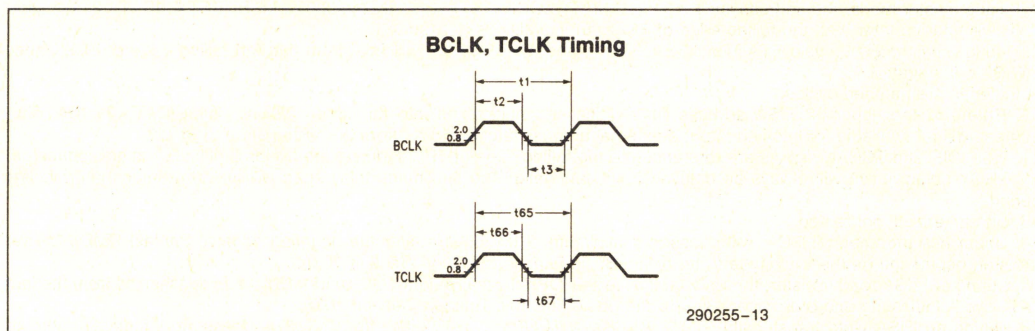 BCLK, TCLK Timing
t1
t2
2.0
0.8
BCLK
t3
t65
t66
2.0
0.8
TCLK
t67
290255-13